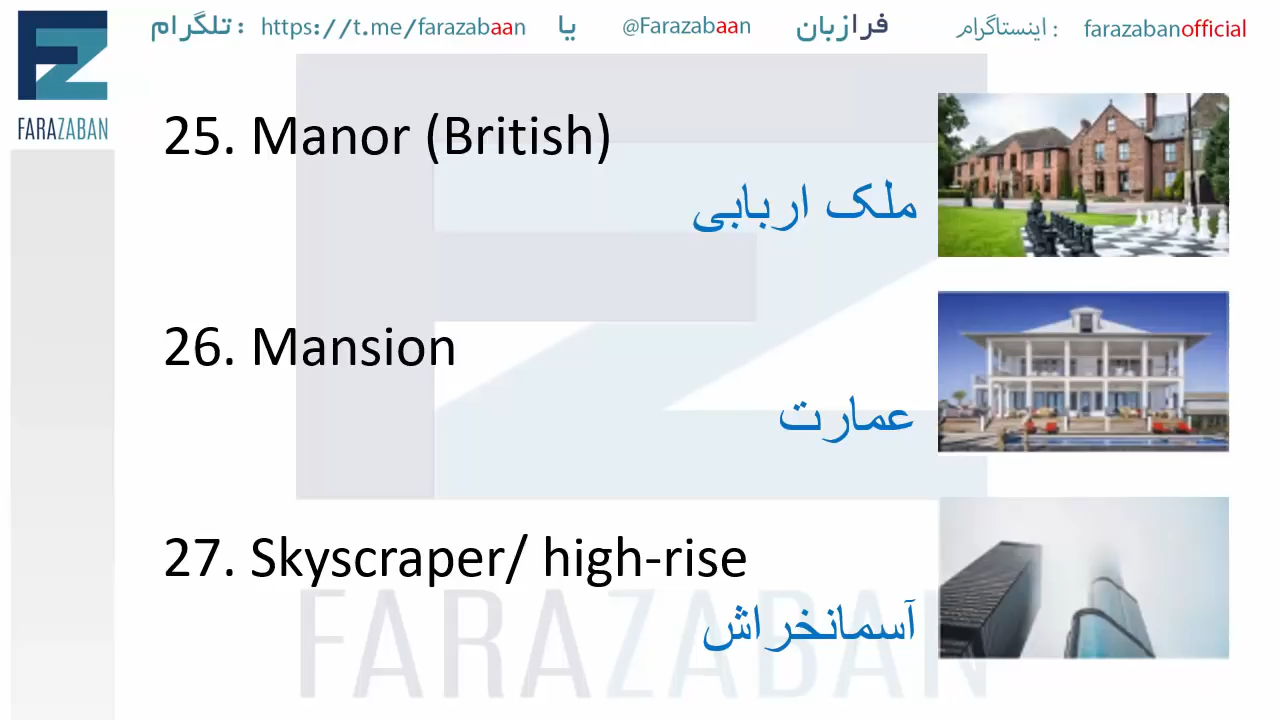 تلگرام : https://t.me/farazabaan یا @Farazabaan فرازبان اینستاگرام : farazabanofficial
FARAZABAN
25. Manor (British)
ملک اربابی
26. Mansion
عمارت
27. Skyscraper/ high-rise
آسمانخراش
FARAZABAN